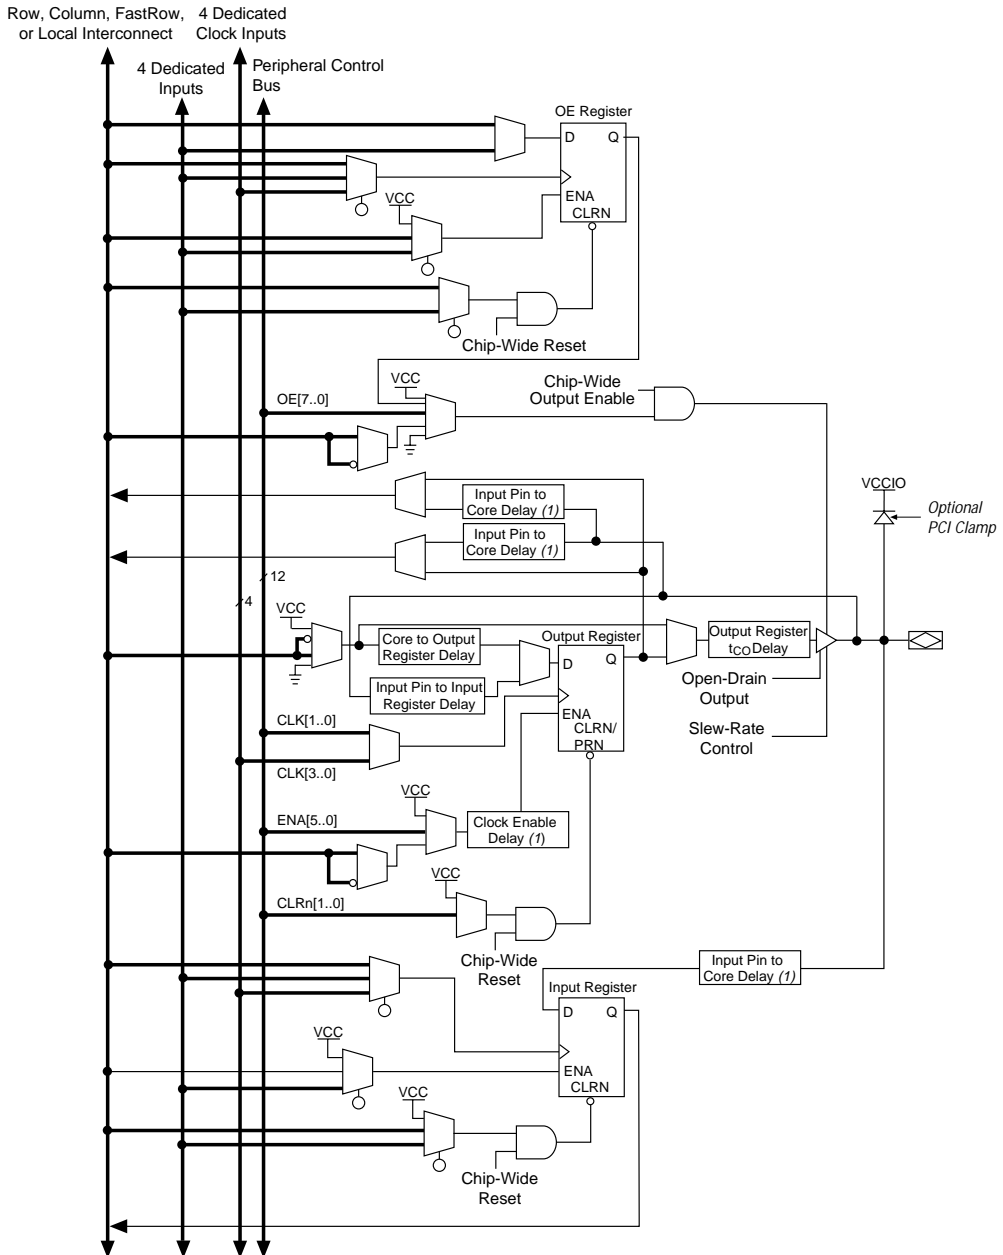 Row, Column, FastRow,
or Local Interconnect
4 Dedicated
Clock Inputs
4 Dedicated
Inputs
Peripheral Control
Bus
OE Register
D Q
ENA
CLRN
VCC
Chip-Wide Reset
VCC
OE[7..0]
Chip-Wide
Output Enable
Input Pin to
Core Delay (1)
Input Pin to
Core Delay (1)
VCCIO
Optional
PCI Clamp
12
4
VCC
Core to Output
Register Delay
Input Pin to Input
Register Delay
Output Register
D Q
ENA
CLRN/
PRN
Output Register
tCO Delay
Open-Drain
Output
Slew-Rate
Control
CLK[1..0]
CLK[3..0]
VCC
ENA[5..0]
Clock Enable
Delay (1)
VCC
CLRn[1..0]
Chip-Wide
Reset
Input Pin to
Core Delay (1)
Input Register
D Q
ENA
CLRN
VCC
VCC
Chip-Wide
Reset